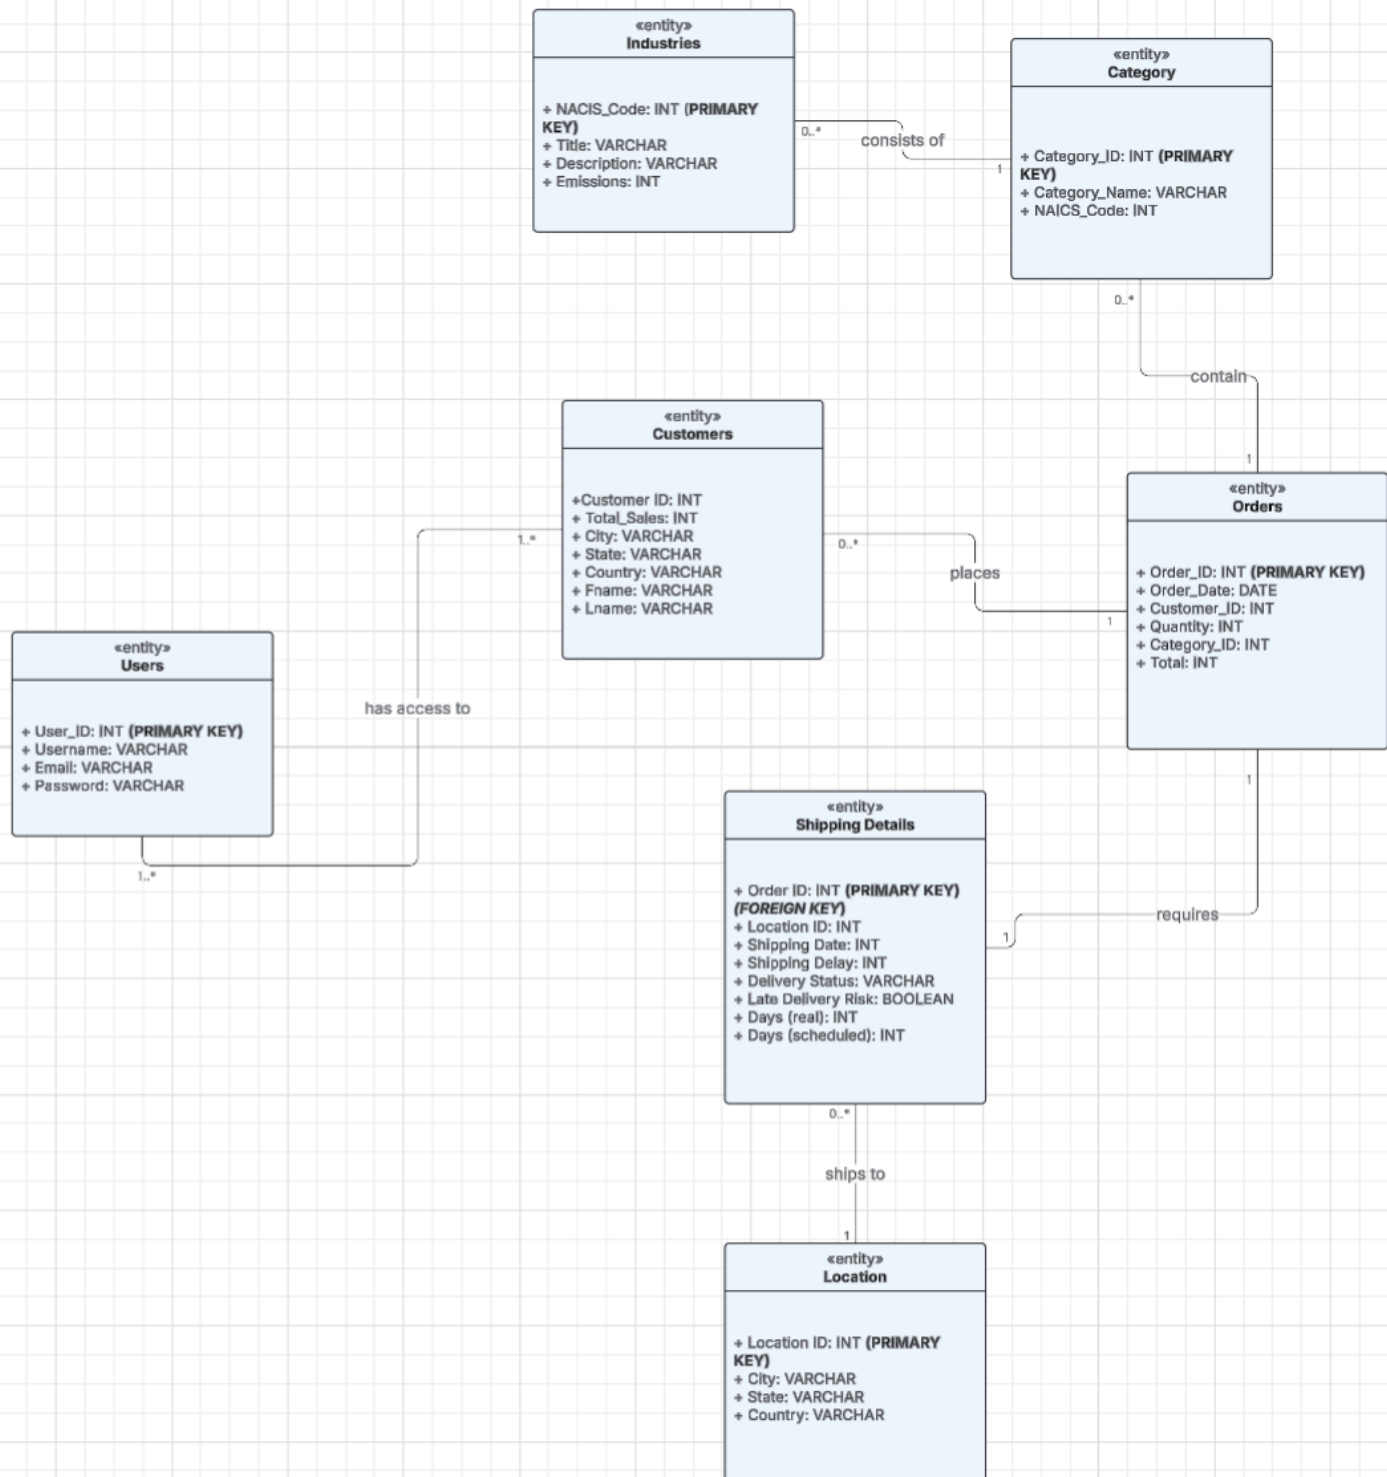 «entity»
Industries
+ NACIS_Code: INT (PRIMARY
KEY)
+ Title: VARCHAR
+ Description: VARCHAR
+ Emissions: INT
0..*
consists of
1
«entity»
Category
+ Category_ID: INT (PRIMARY
KEY)
+ Category_Name: VARCHAR
+ NAICS_Code: INT
0..*
contain
1
«entity»
Customers
+Customer ID: INT
+ Total_Sales: INT
+ City: VARCHAR
+ State: VARCHAR
+ Country: VARCHAR
+ Fname: VARCHAR
+ Lname: VARCHAR
1..*
0..*
places
1
«entity»
Orders
+ Order_ID: INT (PRIMARY KEY)
+ Order_Date: DATE
+ Customer_ID: INT
+ Quantity: INT
+ Category_ID: INT
+ Total: INT
1
«entity»
Users
+ User_ID: INT (PRIMARY KEY)
+ Username: VARCHAR
+ Email: VARCHAR
+ Password: VARCHAR
1..*
has access to
«entity»
Shipping Details
+ Order ID: INT (PRIMARY KEY)
(FOREIGN KEY)
+ Location ID: INT
+ Shipping Date: INT
+ Shipping Delay: INT
+ Delivery Status: VARCHAR
+ Late Delivery Risk: BOOLEAN
+ Days (real): INT
+ Days (scheduled): INT
requires
1
0..*
ships to
1
«entity»
Location
+ Location ID: INT (PRIMARY
KEY)
+ City: VARCHAR
+ State: VARCHAR
+ Country: VARCHAR